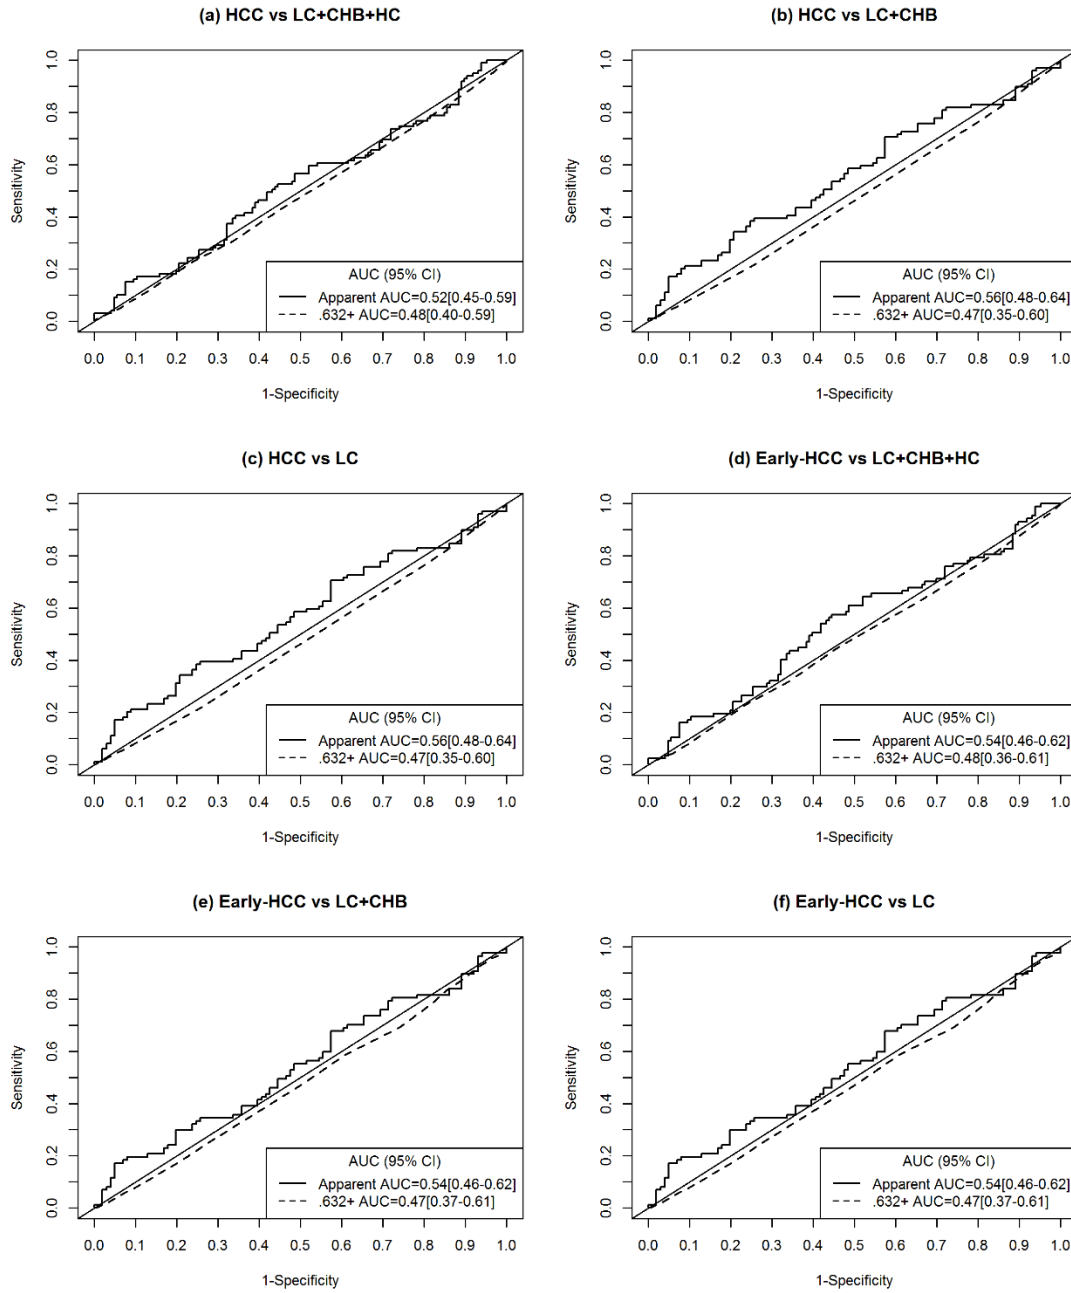 (a) HCC vs LC+CHB+HC
Sensitivity
0.0 0.2 0.4 0.6 0.8 1.0
AUC (95% CI)
Apparent AUC=0.52[0.45-0.59]
.632+ AUC=0.48[0.40-0.59]
0.0 0.1 0.2 0.3 0.4 0.5 0.6 0.7 0.8 0.9 1.0
1-Specificity
(b) HCC vs LC+CHB
Sensitivity
0.0 0.2 0.4 0.6 0.8 1.0
AUC (95% CI)
Apparent AUC=0.56[0.48-0.64]
.632+ AUC=0.47[0.35-0.60]
0.0 0.1 0.2 0.3 0.4 0.5 0.6 0.7 0.8 0.9 1.0
1-Specificity
(c) HCC vs LC
Sensitivity
0.0 0.2 0.4 0.6 0.8 1.0
AUC (95% CI)
Apparent AUC=0.56[0.48-0.64]
.632+ AUC=0.47[0.35-0.60]
0.0 0.1 0.2 0.3 0.4 0.5 0.6 0.7 0.8 0.9 1.0
1-Specificity
(d) Early-HCC vs LC+CHB+HC
Sensitivity
0.0 0.2 0.4 0.6 0.8 1.0
AUC (95% CI)
Apparent AUC=0.54[0.46-0.62]
.632+ AUC=0.48[0.36-0.61]
0.0 0.1 0.2 0.3 0.4 0.5 0.6 0.7 0.8 0.9 1.0
1-Specificity
(e) Early-HCC vs LC+CHB
Sensitivity
0.0 0.2 0.4 0.6 0.8 1.0
AUC (95% CI)
Apparent AUC=0.54[0.46-0.62]
.632+ AUC=0.47[0.37-0.61]
0.0 0.1 0.2 0.3 0.4 0.5 0.6 0.7 0.8 0.9 1.0
1-Specificity
(f) Early-HCC vs LC
Sensitivity
0.0 0.2 0.4 0.6 0.8 1.0
AUC (95% CI)
Apparent AUC=0.54[0.46-0.62]
.632+ AUC=0.47[0.37-0.61]
0.0 0.1 0.2 0.3 0.4 0.5 0.6 0.7 0.8 0.9 1.0
1-Specificity